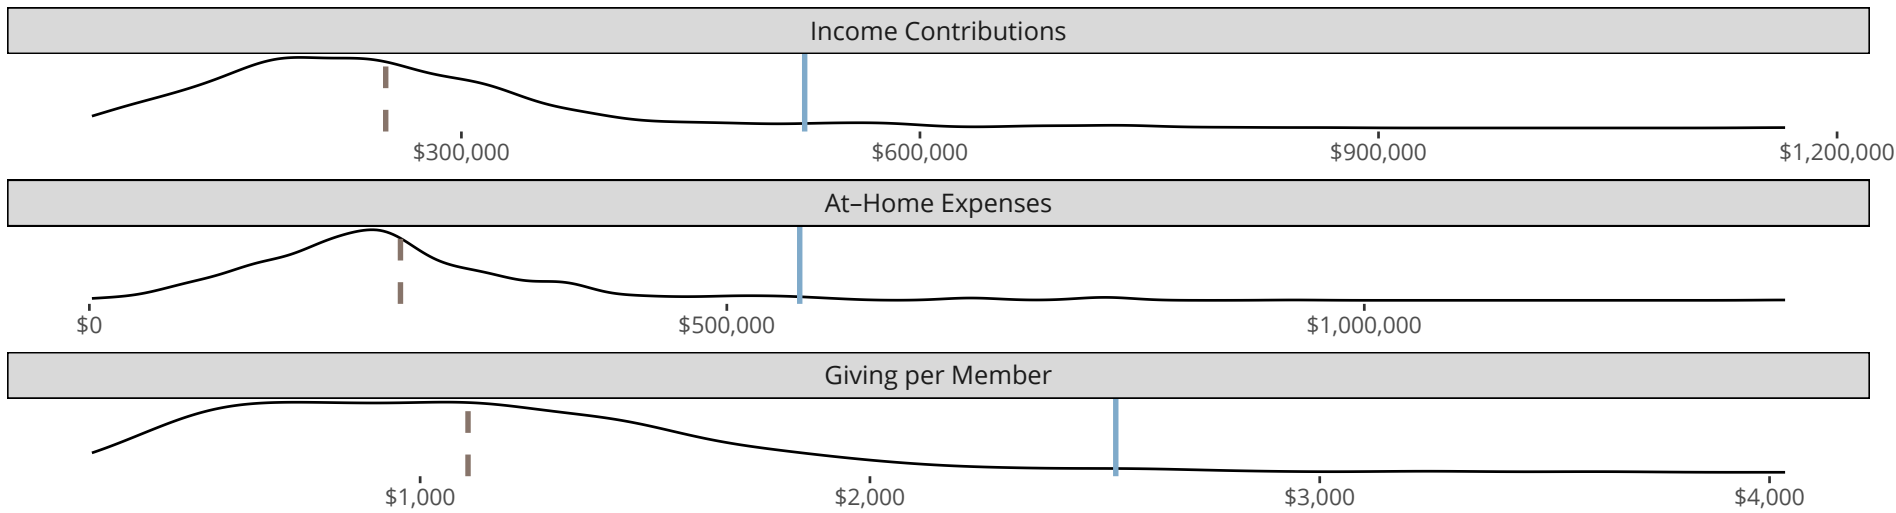 Income Contributions
$300,000 $600,000 $900,000 $1,200,000
At–Home Expenses
$0 $500,000 $1,000,000
Giving per Member
$1,000 $2,000 $3,000 $4,000